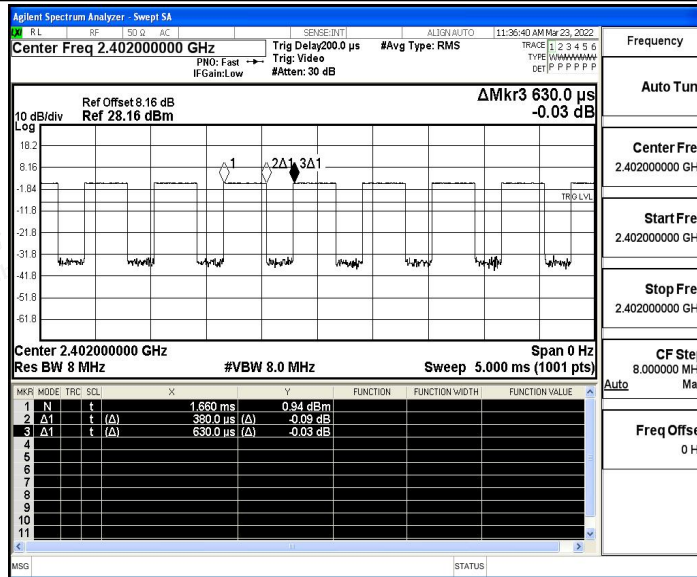 Agilent Spectrum Analyzer - Swept SA
LXI RL RF 50 Ω AC SENSE:INT ALIGN AUTO 11:36:40 AM Mar 23, 2022
Center Freq 2.402000000 GHz
PNO: Fast
IFGain:Low
Trig Delay200.0 µs
Trig: Video
#Atten: 30 dB
#Avg Type: RMS
TRACE 1 2 3 4 5 6
TYPE WWWWWW
DET P P P P P P
Ref Offset 8.16 dB
10 dB/div Ref 28.16 dBm
Log
ΔMkr3 630.0 µs
-0.03 dB
18.2
8.16
-1.84
-11.8
-21.8
-31.8
-41.8
-51.8
-61.8
1 2Δ1 3Δ1
TRIG LVL
Center 2.402000000 GHz Span 0 Hz
Res BW 8 MHz #VBW 8.0 MHz Sweep 5.000 ms (1001 pts)
MKR MODE TRC SCL X Y FUNCTION FUNCTION WIDTH FUNCTION VALUE
1 N t 1.660 ms 0.94 dBm
2 Δ1 t (Δ) 380.0 µs (Δ) -0.09 dB
3 Δ1 t (Δ) 630.0 µs (Δ) -0.03 dB
4
5
6
7
8
9
10
11
MSG STATUS
Frequency
Auto Tun
Center Fre
2.402000000 GH
Start Fre
2.402000000 GH
Stop Fre
2.402000000 GH
CF Ste
8.000000 MH
Auto Ma
Freq Offse
0 H